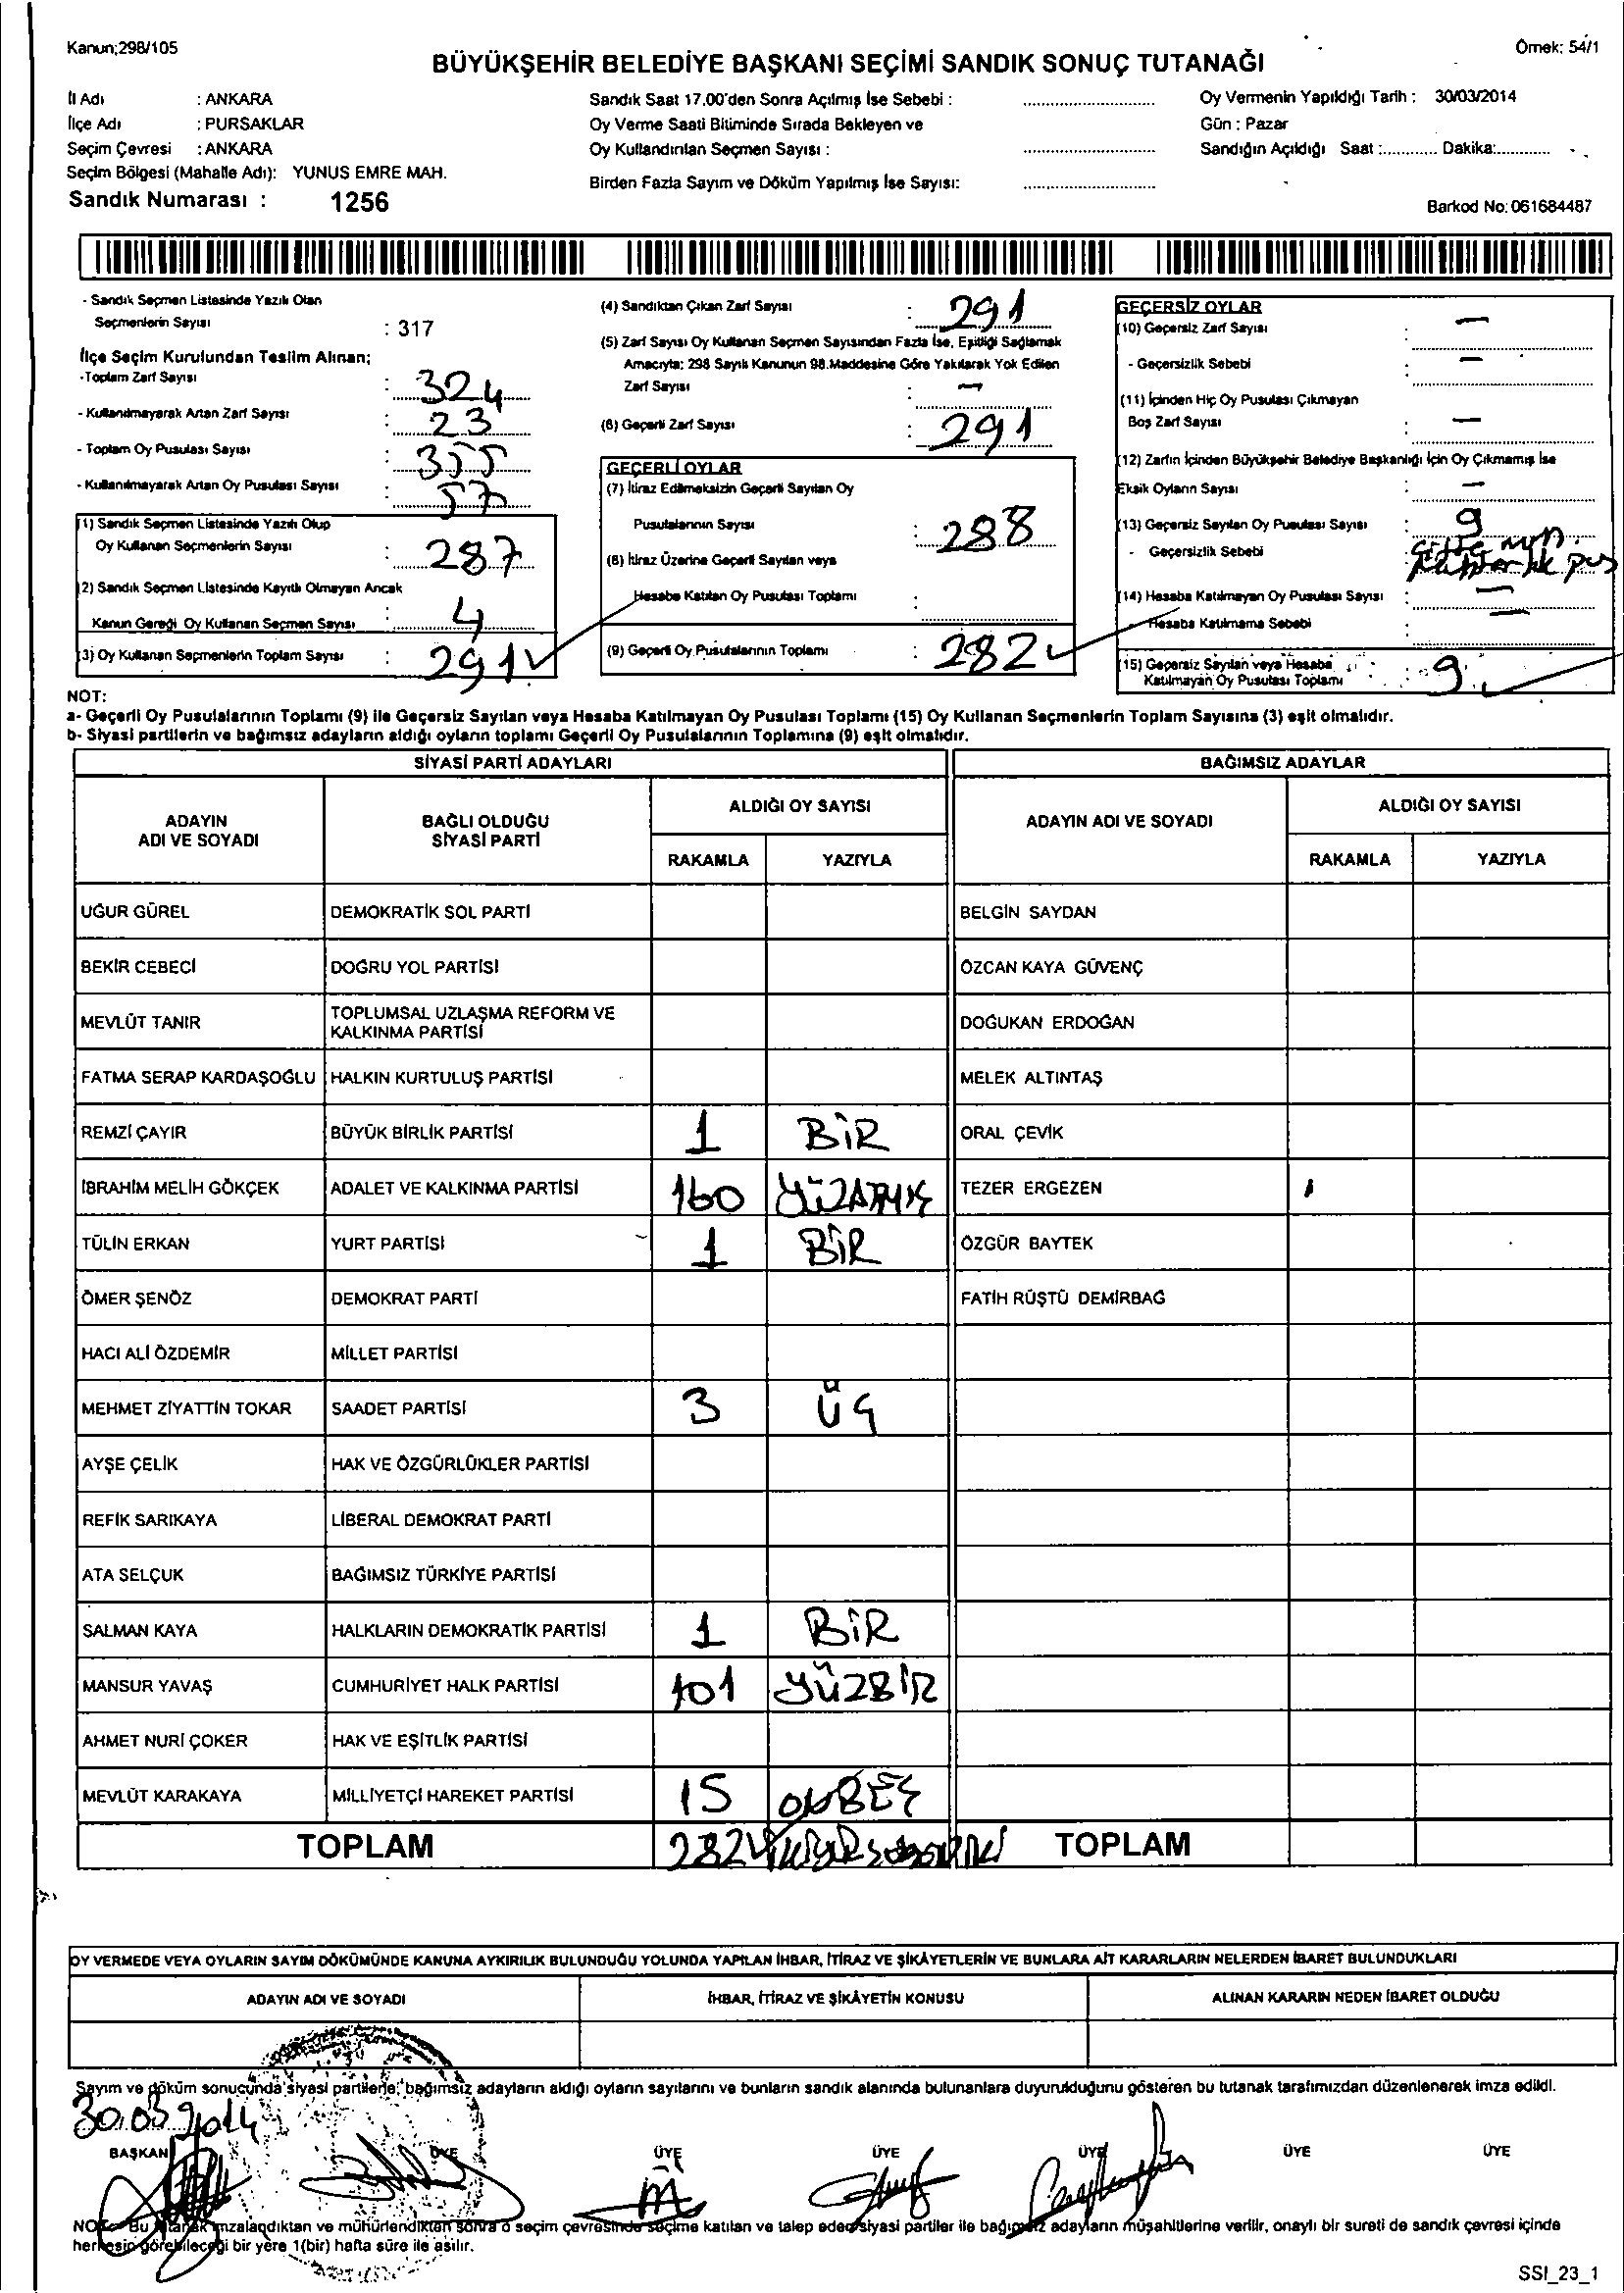 Kanun;298/105
Örnek: 54/1
BÜYÜKŞEHİR BELEDİYE BAŞKANI SEÇİMİ SANDIK SONUÇ TUTANAĞI
İl Adı : ANKARA
İlçe Adı : PURSAKLAR
Seçim Çevresi : ANKARA
Seçim Bölgesi (Mahalle Adı): YUNUS EMRE MAH.
Sandık Numarası : 1256
Sandık Saat 17.00'den Sonra Açılmış İse Sebebi :
Oy Verme Saati Bitiminde Sırada Bekleyen ve
Oy Kullandırılan Seçmen Sayısı :
Birden Fazla Sayım ve Döküm Yapılmış İse Sayısı:
Oy Vermenin Yapıldığı Tarih : 30/03/2014
Gün : Pazar
Sandığın Açıldığı Saat :............ Dakika:............
Barkod No: 061684487
- Sandık Seçmen Listesinde Yazılı Olan
Seçmenlerin Sayısı : 317
İlçe Seçim Kurulundan Teslim Alınan;
-Toplam Zarf Sayısı : 324
- Kullanılmayarak Artan Zarf Sayısı : 23
- Toplam Oy Pusulası Sayısı : 355
- Kullanılmayarak Artan Oy Pusulası Sayısı : 57
(1) Sandık Seçmen Listesinde Yazılı Olup
Oy Kullanan Seçmenlerin Sayısı : 287
(2) Sandık Seçmen Listesinde Kayıtlı Olmayan Ancak
Kanun Gereği Oy Kullanan Seçmen Sayısı : 4
(3) Oy Kullanan Seçmenlerin Toplam Sayısı : 291
(4) Sandıktan Çıkan Zarf Sayısı : 291
(5) Zarf Sayısı Oy Kullanan Seçmen Sayısından Fazla İse, Eşitliği Sağlamak
Amacıyla; 298 Sayılı Kanunun 98.Maddesine Göre Yakılarak Yok Edilen
Zarf Sayısı : -
(6) Geçerli Zarf Sayısı : 291
GEÇERLİ OYLAR
(7) İtiraz Edilmeksizin Geçerli Sayılan Oy
Pusulalarının Sayısı : 288
(8) İtiraz Üzerine Geçerli Sayılan veya
Hesaba Katılan Oy Pusulası Toplamı :
(9) Geçerli Oy Pusulalarının Toplamı : 282
GEÇERSİZ OYLAR
(10) Geçersiz Zarf Sayısı : -
- Geçersizlik Sebebi : -
(11) İçinden Hiç Oy Pusulası Çıkmayan
Boş Zarf Sayısı : -
(12) Zarfın İçinden Büyükşehir Belediye Başkanlığı İçin Oy Çıkmamış İse
Eksik Oyların Sayısı : -
(13) Geçersiz Sayılan Oy Pusulası Sayısı : 9
- Geçersizlik Sebebi :
(14) Hesaba Katılmayan Oy Pusulası Sayısı : -
Hesaba Katılmama Sebebi -
(15) Geçersiz Sayılan veya Hesaba
Katılmayan Oy Pusulası Toplamı : 9
NOT:
a- Geçerli Oy Pusulalarının Toplamı (9) ile Geçersiz Sayılan veya Hesaba Katılmayan Oy Pusulası Toplamı (15) Oy Kullanan Seçmenlerin Toplam Sayısına (3) eşit olmalıdır.
b- Siyasi partilerin ve bağımsız adayların aldığı oyların toplamı Geçerli Oy Pusulalarının Toplamına (9) eşit olmalıdır.
SİYASİ PARTİ ADAYLARI
BAĞIMSIZ ADAYLAR
ADAYIN
ADI VE SOYADI
BAĞLI OLDUĞU
SİYASİ PARTİ
ALDIĞI OY SAYISI
RAKAMLA YAZIYLA
ADAYIN ADI VE SOYADI
ALDIĞI OY SAYISI
RAKAMLA YAZIYLA
UĞUR GÜREL DEMOKRATİK SOL PARTİ BELGİN SAYDAN
BEKİR CEBECİ DOĞRU YOL PARTİSİ ÖZCAN KAYA GÜVENÇ
MEVLÜT TANIR TOPLUMSAL UZLAŞMA REFORM VE
KALKINMA PARTİSİ DOĞUKAN ERDOĞAN
FATMA SERAP KARDAŞOĞLU HALKIN KURTULUŞ PARTİSİ MELEK ALTINTAŞ
REMZİ ÇAYIR BÜYÜK BİRLİK PARTİSİ 1 BİR ORAL ÇEVİK
İBRAHİM MELİH GÖKÇEK ADALET VE KALKINMA PARTİSİ 160 YÜZATMIŞ TEZER ERGEZEN
TÜLİN ERKAN YURT PARTİSİ 1 BİR ÖZGÜR BAYTEK
ÖMER ŞENÖZ DEMOKRAT PARTİ FATİH RÜŞTÜ DEMİRBAĞ
HACI ALİ ÖZDEMİR MİLLET PARTİSİ
MEHMET ZİYATTİN TOKAR SAADET PARTİSİ 3 ÜÇ
AYŞE ÇELİK HAK VE ÖZGÜRLÜKLER PARTİSİ
REFİK SARIKAYA LİBERAL DEMOKRAT PARTİ
ATA SELÇUK BAĞIMSIZ TÜRKİYE PARTİSİ
SALMAN KAYA HALKLARIN DEMOKRATİK PARTİSİ 1 BİR
MANSUR YAVAŞ CUMHURİYET HALK PARTİSİ 101 YÜZBİR
AHMET NURİ ÇOKER HAK VE EŞİTLİK PARTİSİ
MEVLÜT KARAKAYA MİLLİYETÇİ HAREKET PARTİSİ 15 ONBEŞ
TOPLAM 282 TOPLAM
OY VERMEDE VEYA OYLARIN SAYIM DÖKÜMÜNDE KANUNA AYKIRILIK BULUNDUĞU YOLUNDA YAPILAN İHBAR, İTİRAZ VE ŞİKÂYETLERİN VE BUNLARA AİT KARARLARIN NELERDEN İBARET BULUNDUKLARI
ADAYIN ADI VE SOYADI İHBAR, İTİRAZ VE ŞİKÂYETİN KONUSU ALINAN KARARIN NEDEN İBARET OLDUĞU
Sayım ve döküm sonucunda siyasi partilerle, bağımsız adayların aldığı oyların sayılarını ve bunların sandık alanında bulunanlara duyurulduğunu gösteren bu tutanak tarafımızdan düzenlenerek imza edildi.
30.03.2014
BAŞKAN ÜYE ÜYE ÜYE ÜYE ÜYE ÜYE
NOT: Bu tutanak imzalandıktan ve mühürlendikten sonra o seçim çevresinde seçime katılan ve talep eden siyasi partiler ile bağımsız adayların müşahitlerine verilir, onaylı bir sureti de sandık çevresi içinde
herkesin görebileceği bir yere 1(bir) hafta süre ile asılır.
SSI_23_1